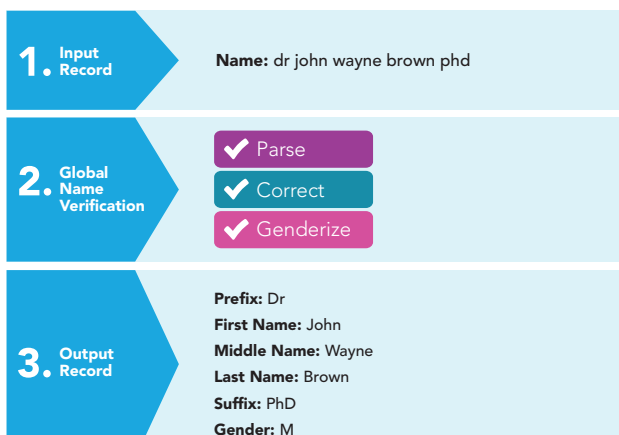 1. Input
Record
Name: dr john wayne brown phd
2. Global
Name
Verification
Parse
Correct
Genderize
3. Output
Record
Prefix: Dr
First Name: John
Middle Name: Wayne
Last Name: Brown
Suffix: PhD
Gender: M